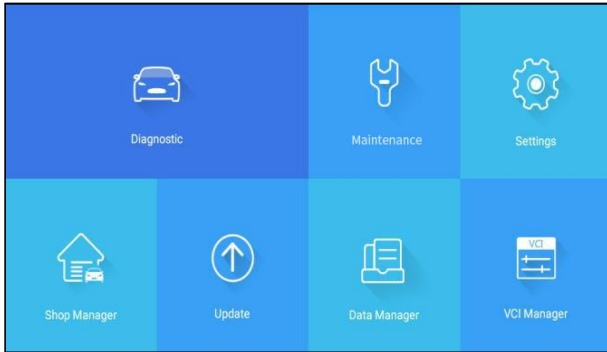 Diagnostic
Maintenance
Settings
Shop Manager
Update
Data Manager
VCI
VCI Manager